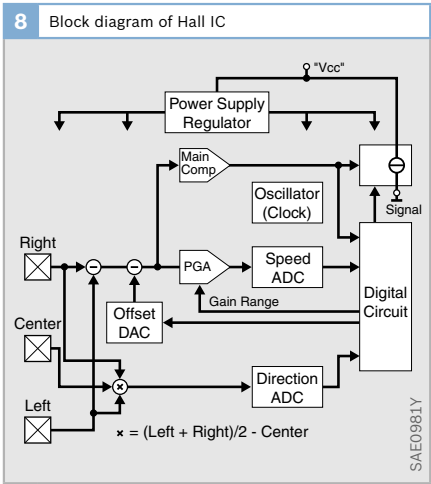 8 Block diagram of Hall IC
"Vcc"
Power Supply
Regulator
Main
Comp
Oscillator
(Clock)
Signal
Right
PGA
Speed
ADC
Gain Range
Digital
Circuit
Offset
DAC
Center
Direction
ADC
Left
× = (Left + Right)/2 - Center
SAE0981Y